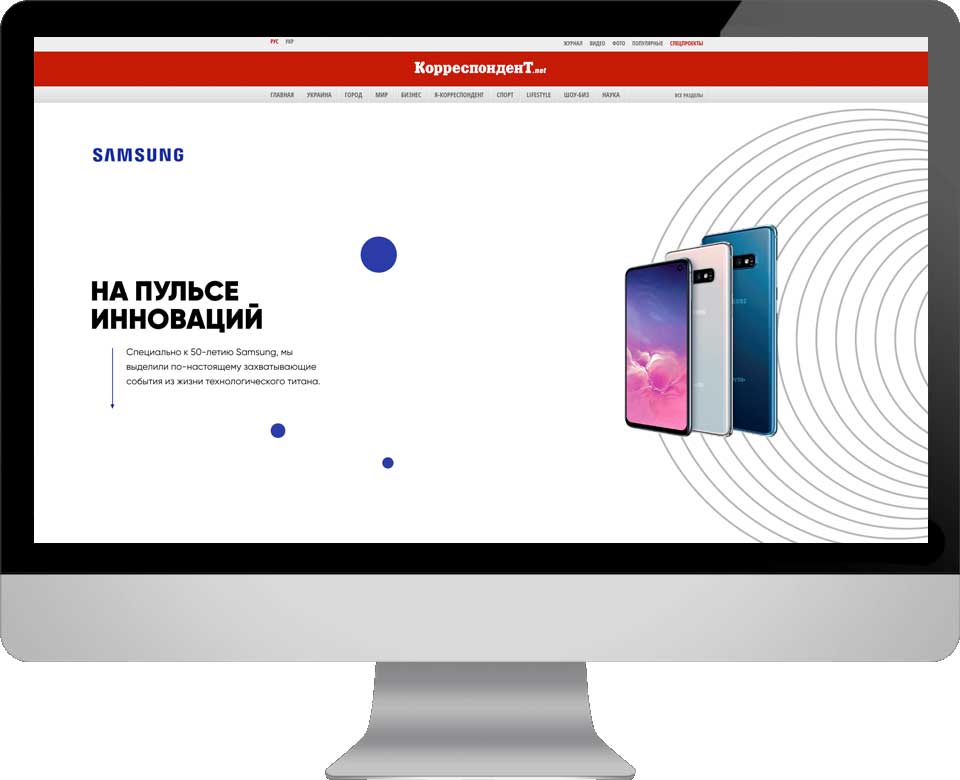 РУС УКР
ЖУРНАЛ ВИДЕО ФОТО ПОПУЛЯРНЫЕ СПЕЦПРОЕКТЫ
КорреспонденТ.net
ГЛАВНАЯ УКРАИНА ГОРОД МИР БИЗНЕС Я-КОРРЕСПОНДЕНТ СПОРТ LIFESTYLE ШОУ-БИЗ НАУКА ВСЕ РАЗДЕЛЫ
SAMSUNG
НА ПУЛЬСЕ
ИННОВАЦИЙ
Специально к 50-летию Samsung, мы
выделили по-настоящему захватывающие
события из жизни технологического титана.